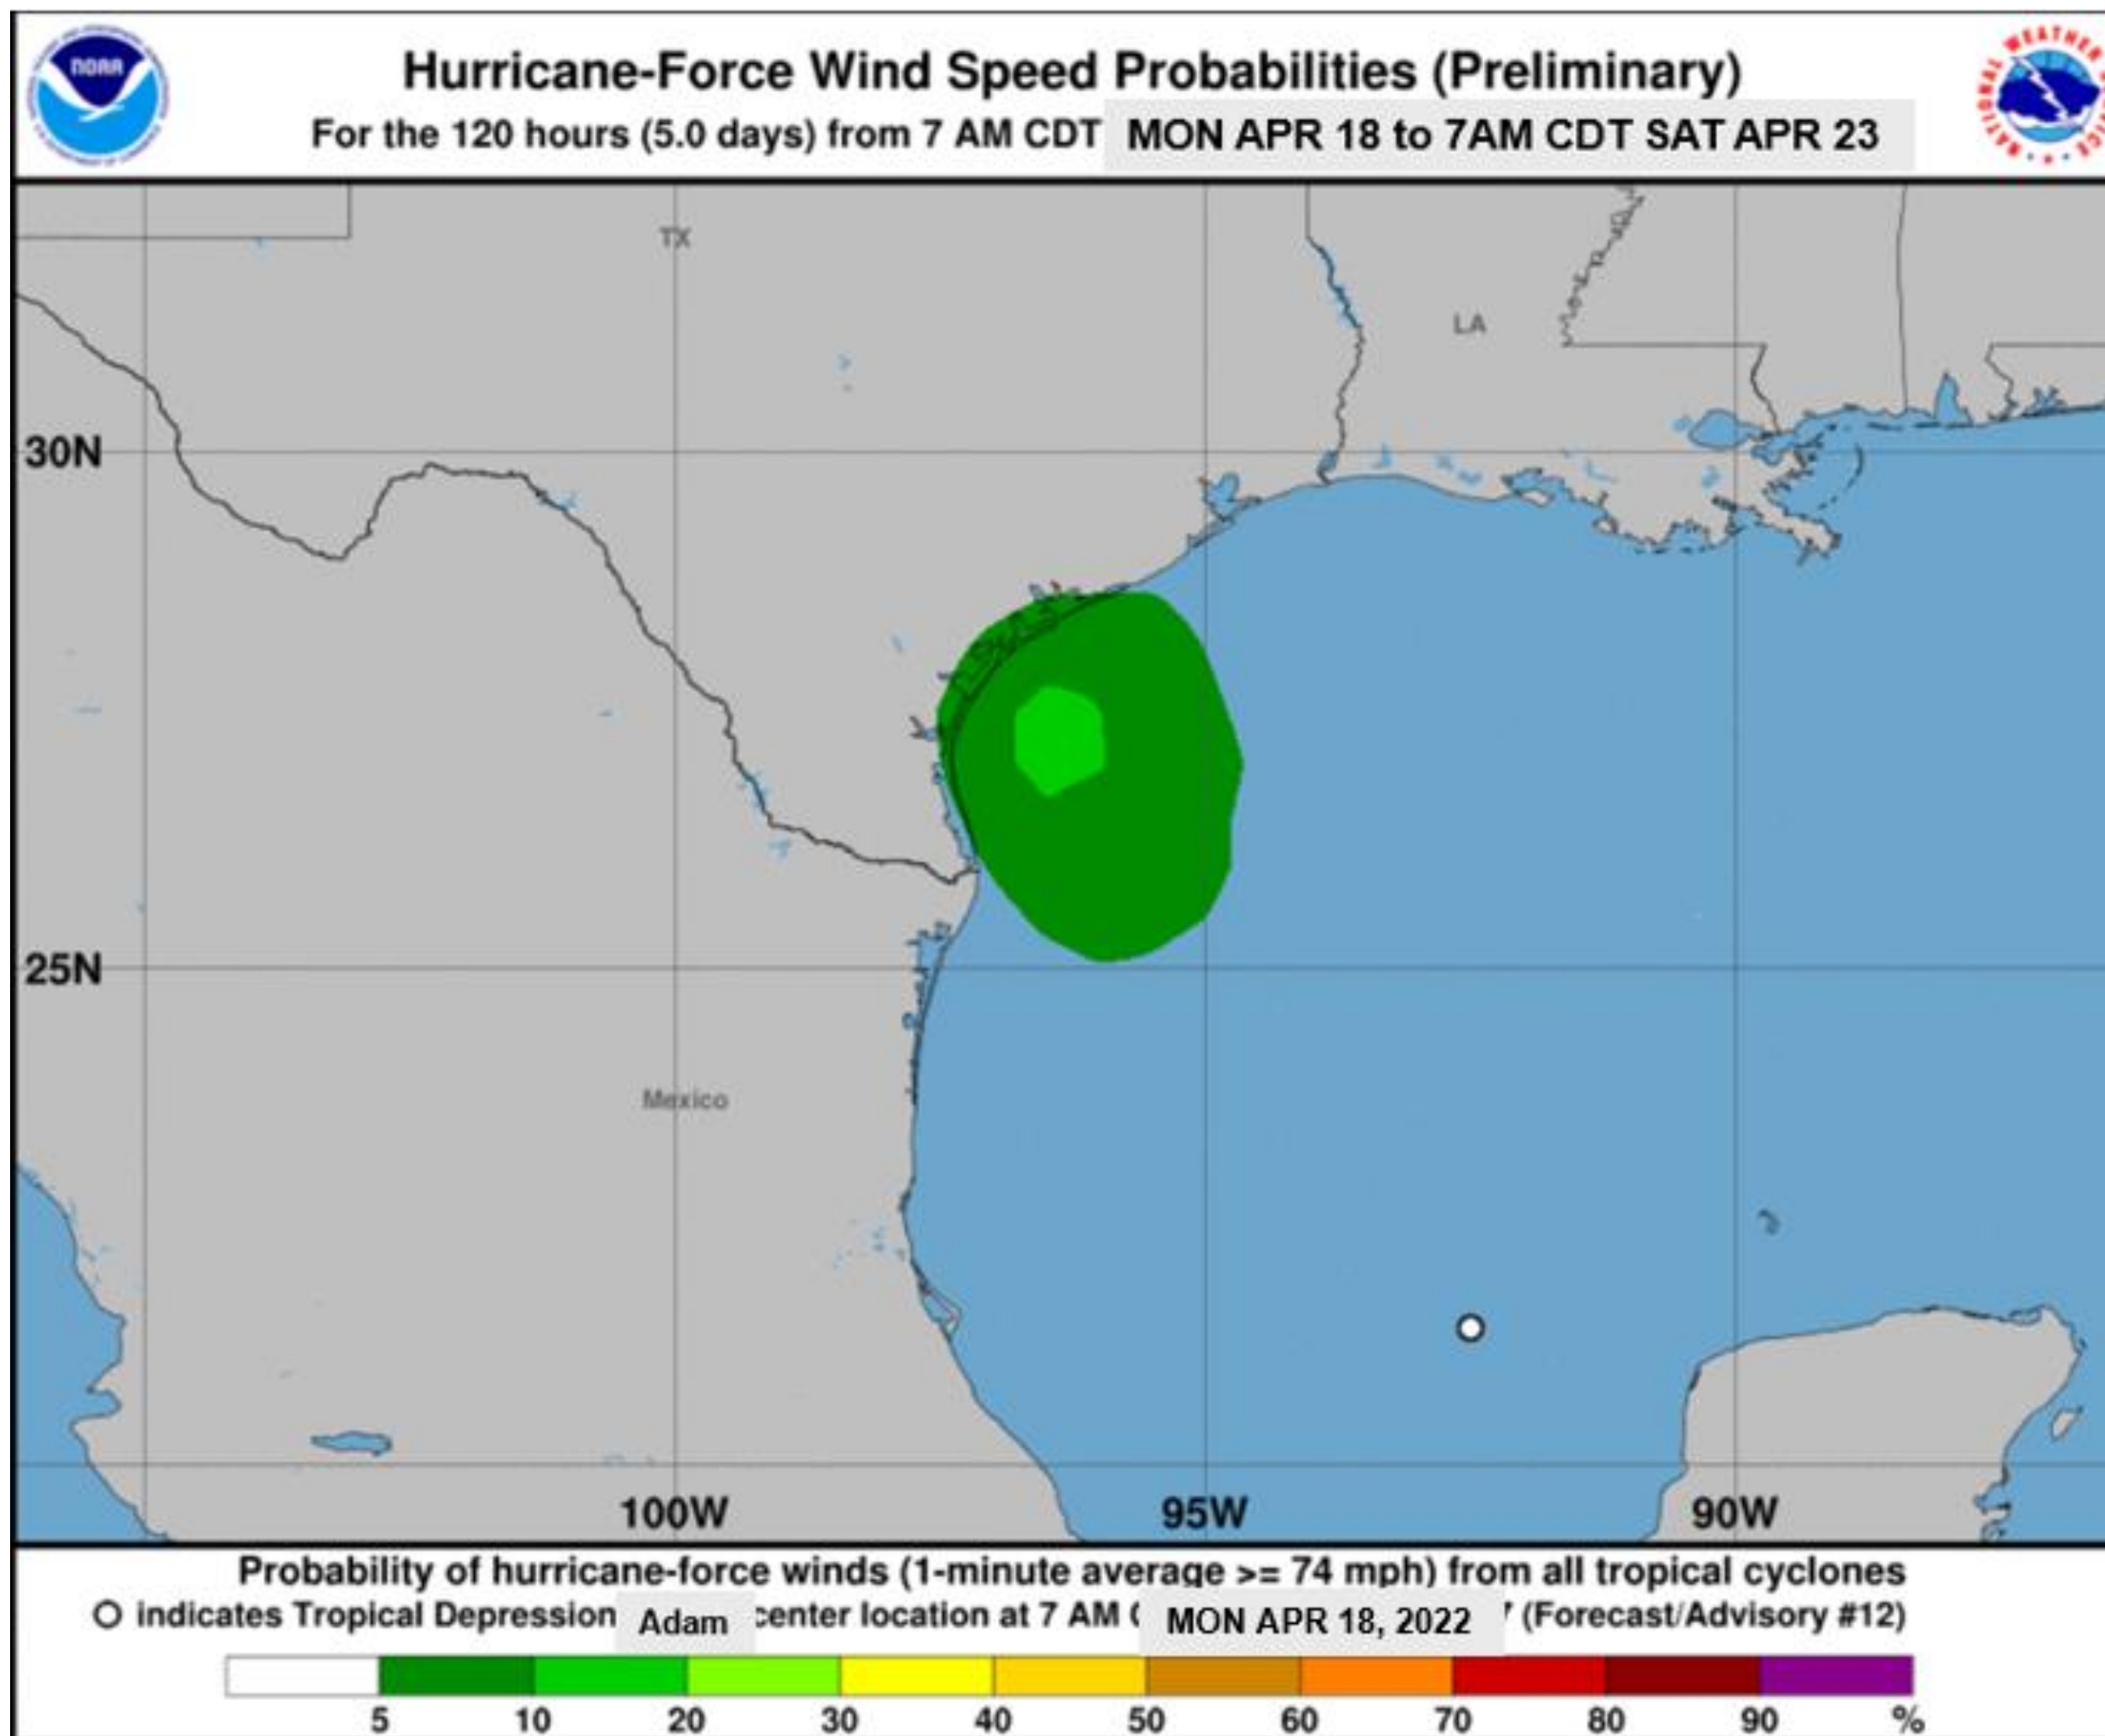 NOAA
Hurricane-Force Wind Speed Probabilities (Preliminary)
For the 120 hours (5.0 days) from 7 AM CDT MON APR 18 to 7AM CDT SAT APR 23
NATIONAL WEATHER
TX
LA
30N
25N
Mexico
100W 95W 90W
Probability of hurricane-force winds (1-minute average >= 74 mph) from all tropical cyclones
indicates Tropical Depression Adam center location at 7 AM MON APR 18, 2022 (Forecast/Advisory #12)
5 10 20 30 40 50 60 70 80 90 %